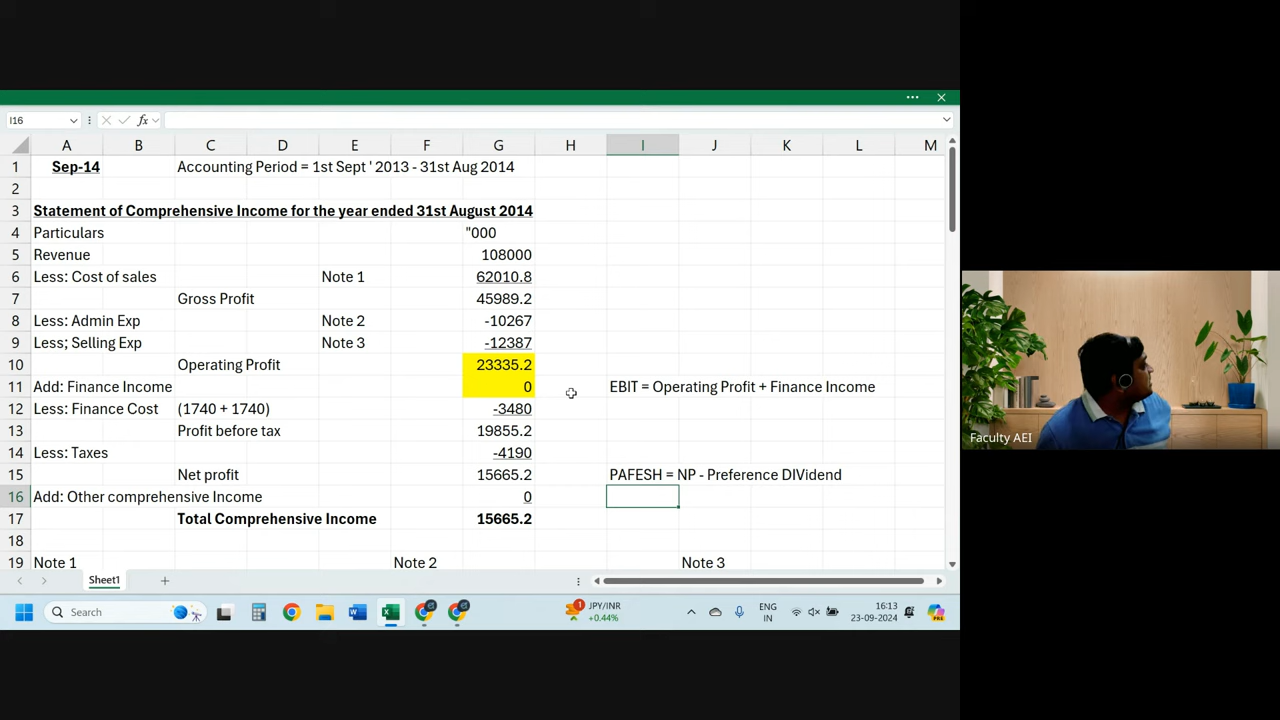 I16 fx
A B C D E F G H I J K L M
1 Sep-14 Accounting Period = 1st Sept ' 2013 - 31st Aug 2014
2
3 Statement of Comprehensive Income for the year ended 31st August 2014
4 Particulars "000
5 Revenue 108000
6 Less: Cost of sales Note 1 62010.8
7 Gross Profit 45989.2
8 Less: Admin Exp Note 2 -10267
9 Less; Selling Exp Note 3 -12387
10 Operating Profit 23335.2
11 Add: Finance Income 0 EBIT = Operating Profit + Finance Income
12 Less: Finance Cost (1740 + 1740) -3480
13 Profit before tax 19855.2
14 Less: Taxes -4190
15 Net profit 15665.2 PAFESH = NP - Preference DIVidend
16 Add: Other comprehensive Income 0
17 Total Comprehensive Income 15665.2
18
19 Note 1 Note 2 Note 3
Sheet1
Faculty AEI
Search
1 JPY/INR
+0.44%
ENG
IN
16:13
23-09-2024
PRE